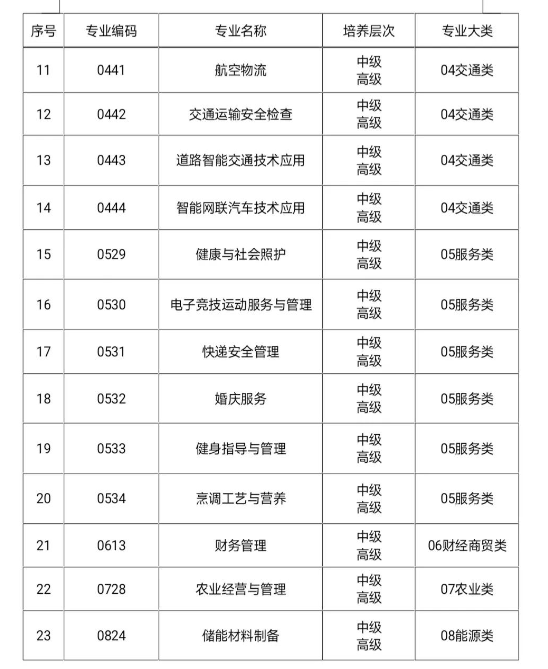 序号 专业编码 专业名称 培养层次 专业大类
11 0441 航空物流 中级 高级 04交通类
12 0442 交通运输安全检查 中级 高级 04交通类
13 0443 道路智能交通技术应用 中级 高级 04交通类
14 0444 智能网联汽车技术应用 中级 高级 04交通类
15 0529 健康与社会照护 中级 高级 05服务类
16 0530 电子竞技运动服务与管理 中级 高级 05服务类
17 0531 快递安全管理 中级 高级 05服务类
18 0532 婚庆服务 中级 高级 05服务类
19 0533 健身指导与管理 中级 高级 05服务类
20 0534 烹调工艺与营养 中级 高级 05服务类
21 0613 财务管理 中级 高级 06财经商贸类
22 0728 农业经营与管理 中级 高级 07农业类
23 0824 储能材料制备 中级 高级 08能源类